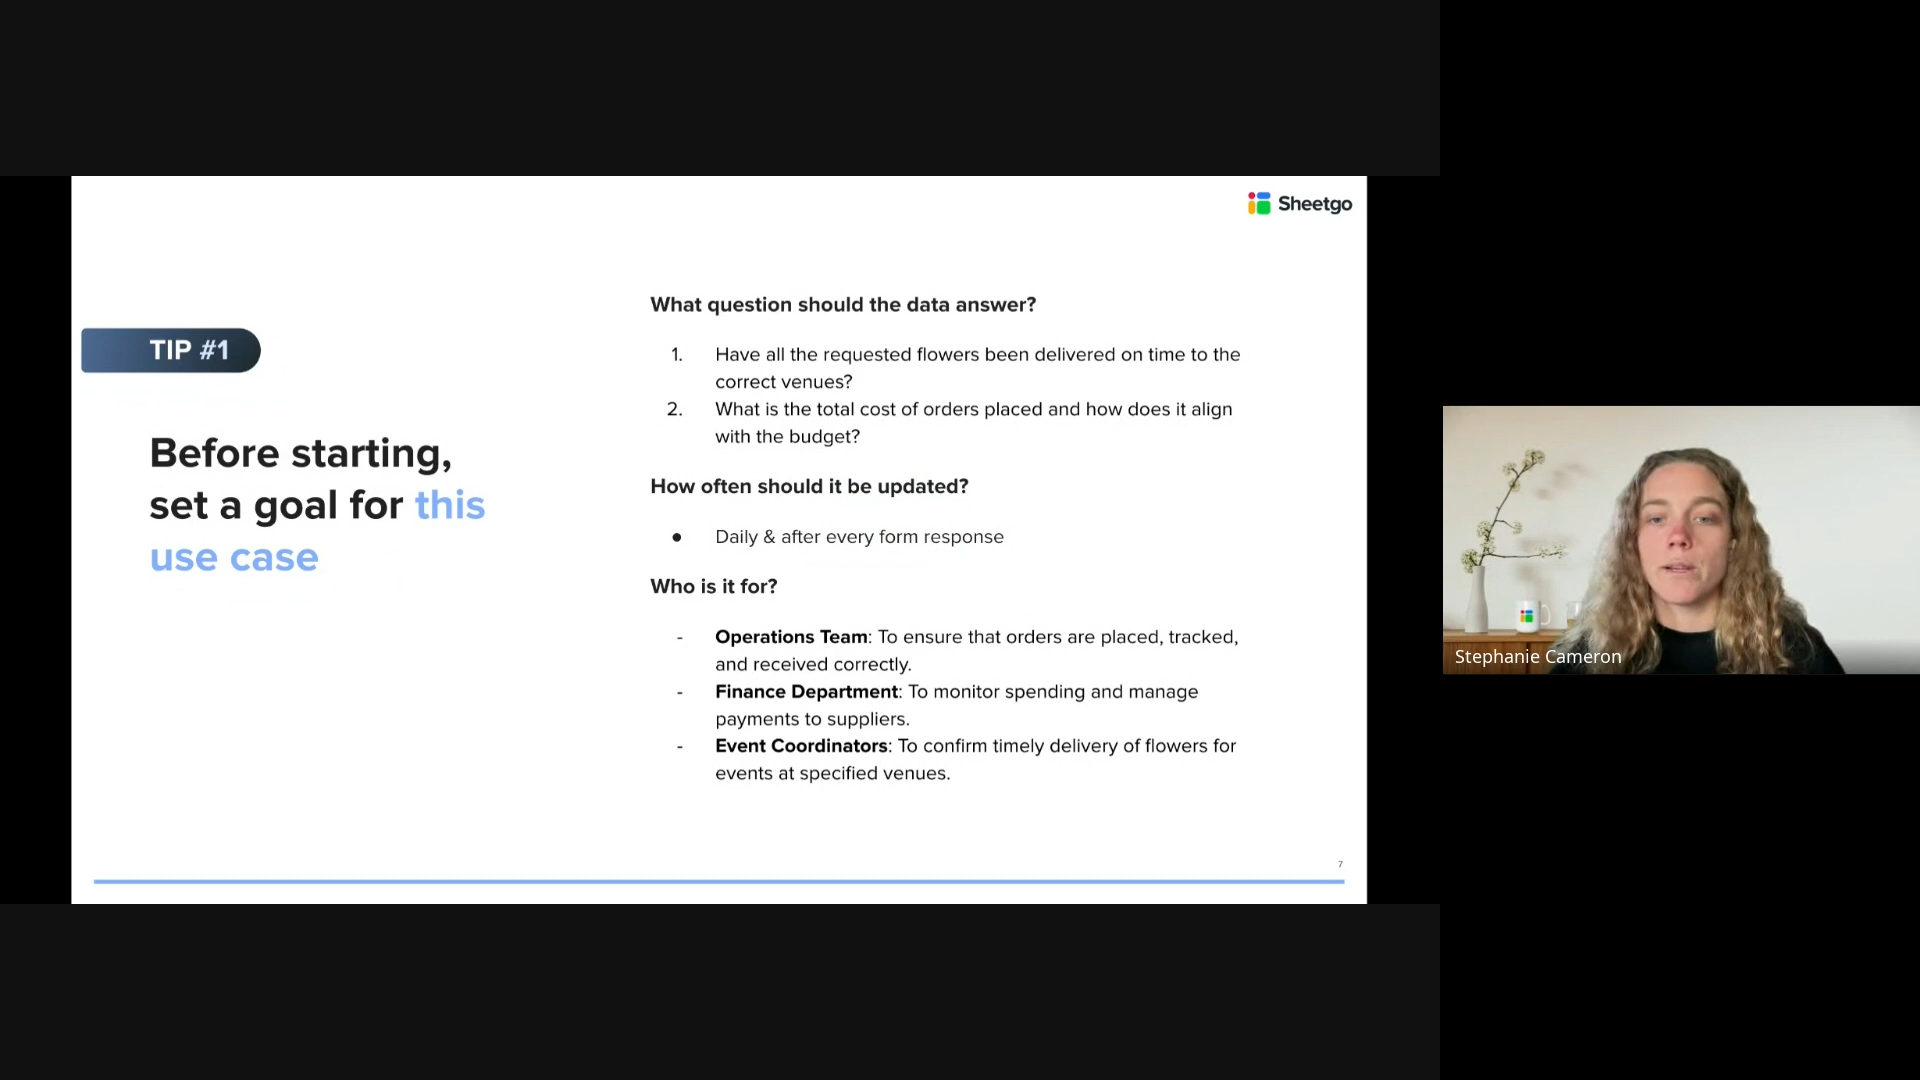 Sheetgo
TIP #1
Before starting,
set a goal for this
use case
What question should the data answer?
1. Have all the requested flowers been delivered on time to the
correct venues?
2. What is the total cost of orders placed and how does it align
with the budget?
How often should it be updated?
● Daily & after every form response
Who is it for?
- Operations Team: To ensure that orders are placed, tracked,
and received correctly.
- Finance Department: To monitor spending and manage
payments to suppliers.
- Event Coordinators: To confirm timely delivery of flowers for
events at specified venues.
7
Stephanie Cameron